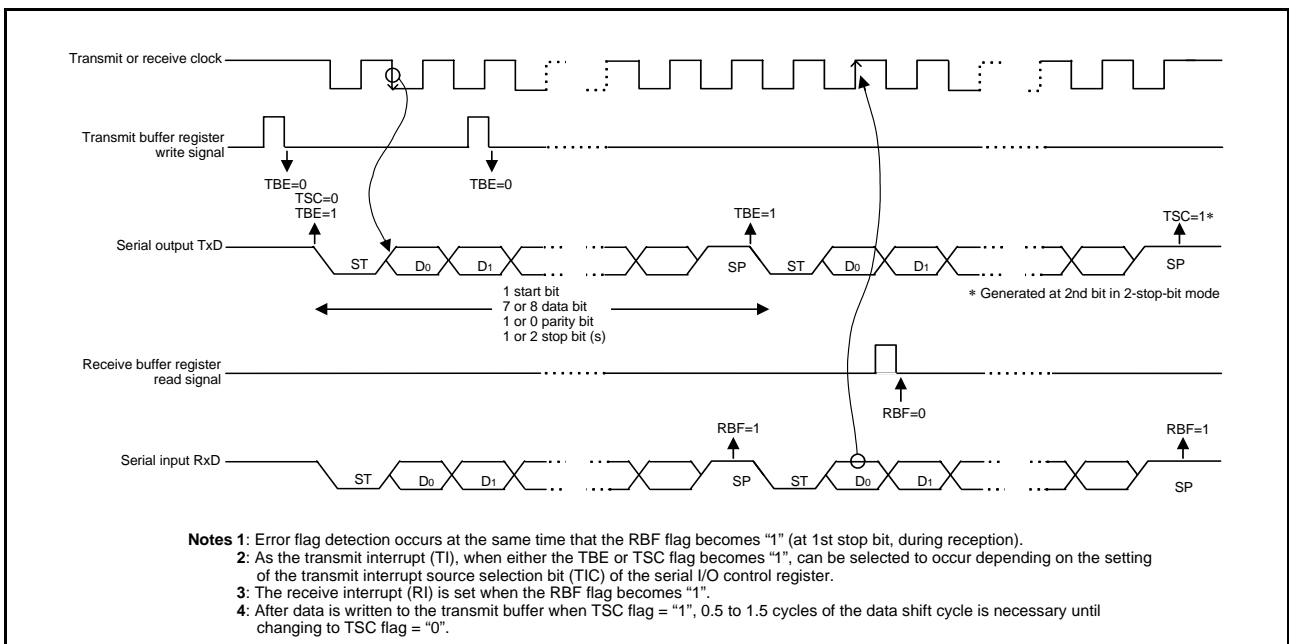 Transmit or receive clock
Transmit buffer register
write signal
TBE=0
TSC=0
TBE=1
TBE=0
TBE=1
TSC=1*
Serial output TxD
ST
D0
D1
SP
ST
D0
D1
SP
1 start bit
7 or 8 data bit
1 or 0 parity bit
1 or 2 stop bit (s)
* Generated at 2nd bit in 2-stop-bit mode
Receive buffer register
read signal
RBF=0
RBF=1
RBF=1
Serial input RxD
ST
D0
D1
SP
ST
D0
D1
SP
Notes 1: Error flag detection occurs at the same time that the RBF flag becomes “1” (at 1st stop bit, during reception).
2: As the transmit interrupt (TI), when either the TBE or TSC flag becomes “1”, can be selected to occur depending on the setting
of the transmit interrupt source selection bit (TIC) of the serial I/O control register.
3: The receive interrupt (RI) is set when the RBF flag becomes “1”.
4: After data is written to the transmit buffer when TSC flag = “1”, 0.5 to 1.5 cycles of the data shift cycle is necessary until
changing to TSC flag = “0”.